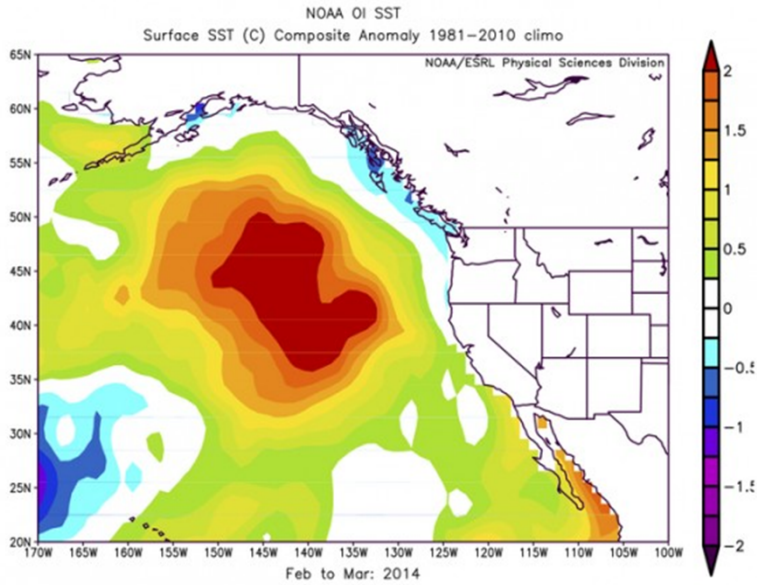 NOAA OI SST
Surface SST (C) Composite Anomaly 1981−2010 climo
NOAA/ESRL Physical Sciences Division
65N
60N
55N
50N
45N
40N
35N
30N
25N
20N
170W 165W 160W 155W 150W 145W 140W 135W 130W 125W 120W 115W 110W 105W 100W
Feb to Mar: 2014
2
1.5
1
0.5
0
−0.5
−1
−1.5
−2